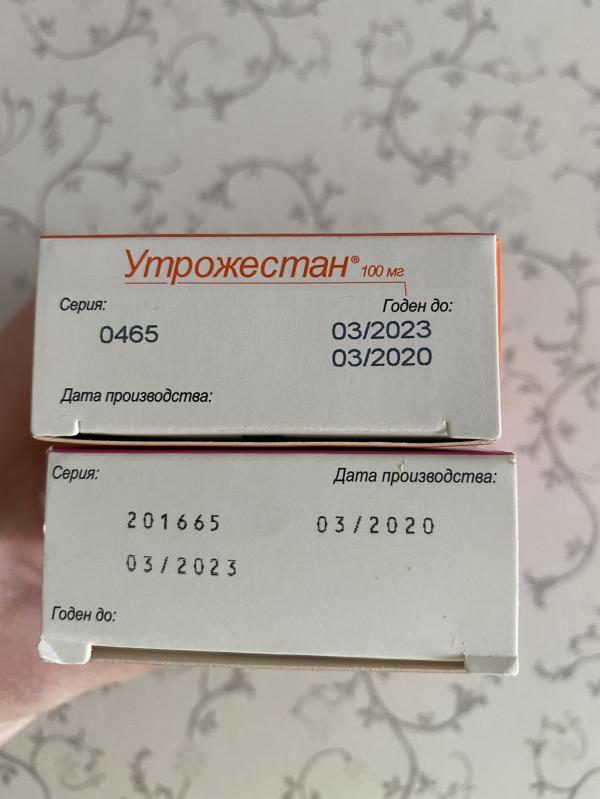 Утрожестан® 100 мг
Серия: Годен до:
0465 03/2023
03/2020
Дата производства:
Серия: Дата производства:
201665 03/2020
03/2023
Годен до: